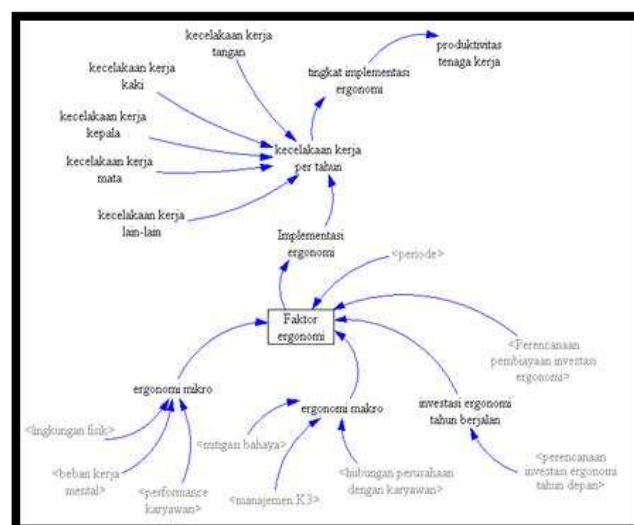 kecelakaan kerja
tangan
produktivitas
tenaga kerja
tingkat implementasi
ergonomi
kecelakaan kerja
kaki
kecelakaan kerja
kepala
kecelakaan kerja
mata
kecelakaan kerja
per tahun
kecelakaan kerja
lain-lain
Implementasi
ergonomi
<periode>
Faktor
ergonomi
<Perencanaan
pembiayaan investasi
ergonomi>
ergonomi mikro
ergonomi makro
investasi ergonomi
tahun berjalan
<lingkungan fisik>
<mitigasi bahaya>
<beban kerja
mental>
<performance
karyawan>
<manajemen K3>
<hubungan perusahaan
dengan karyawan>
<perencanaan
investasi ergonomi
tahun depan>